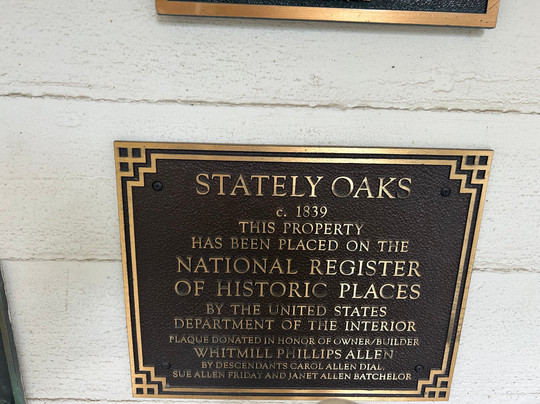 STATELY OAKS
c. 1839
THIS PROPERTY
HAS BEEN PLACED ON THE
NATIONAL REGISTER
OF HISTORIC PLACES
BY THE UNITED STATES
DEPARTMENT OF THE INTERIOR
PLAQUE DONATED IN HONOR OF OWNER/BUILDER
WHITMILL PHILLIPS ALLEN
BY DESCENDANTS CAROL ALLEN DIAL,
SUE ALLEN FRIDAY AND JANET ALLEN BATCHELOR